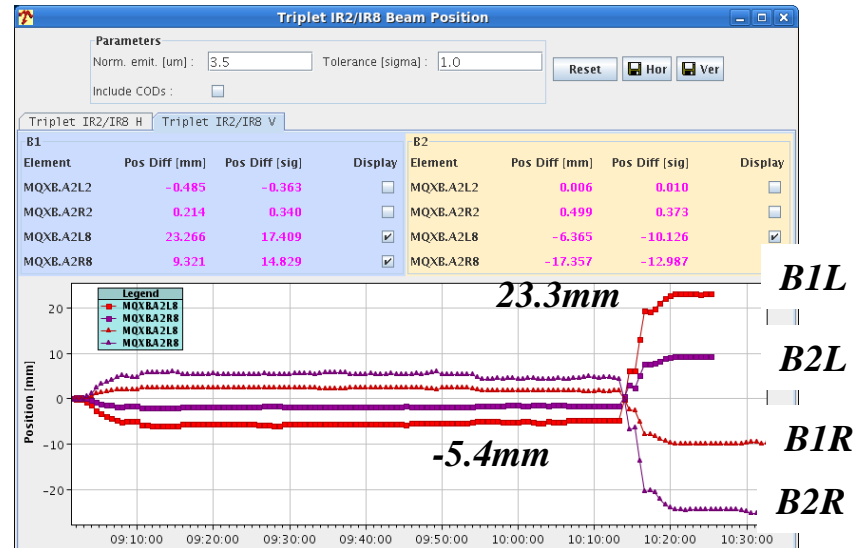 Triplet IR2/IR8 Beam Position
Parameters
Norm. emit. [um] : 3.5 Tolerance [sigma] : 1.0 Reset Hor Ver
Include CODs :
Triplet IR2/IR8 H Triplet IR2/IR8 V
B1 B2
Element Pos Diff [mm] Pos Diff [sig] Display Element Pos Diff [mm] Pos Diff [sig] Display
MQXB.A2L2 -0.485 -0.363 MQXB.A2L2 0.006 0.010
MQXB.A2R2 0.214 0.340 MQXB.A2R2 0.499 0.373
MQXB.A2L8 23.266 17.409 MQXB.A2L8 -6.365 -10.126
MQXB.A2R8 9.321 14.829 MQXB.A2R8 -17.357 -12.987
B1L
23.3mm
Legend
MQXB.A2L8
MQXB.A2R8
MQXB.A2L8
MQXB.A2R8
B2L
Position [mm]
20
10
0
-10
-20
-5.4mm
B1R
B2R
09:10:00 09:20:00 09:30:00 09:40:00 09:50:00 10:00:00 10:10:00 10:20:00 10:30:00